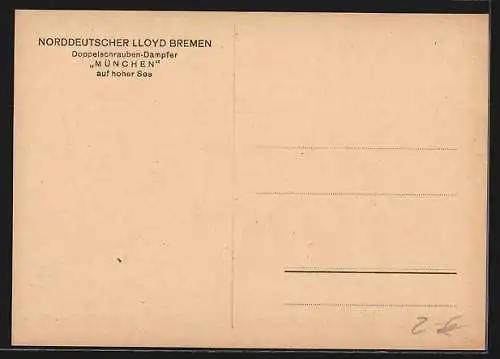 NORDDEUTSCHER LLOYD BREMEN
Doppelschrauben-Dampfer
„MÜNCHEN"
auf hoher See